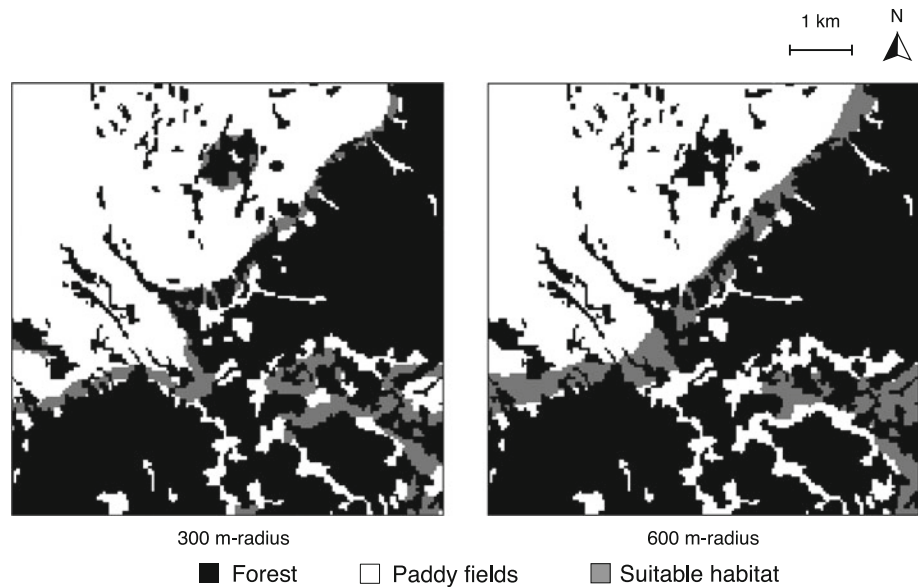 1 km
N
300 m-radius
600 m-radius
Forest
Paddy fields
Suitable habitat